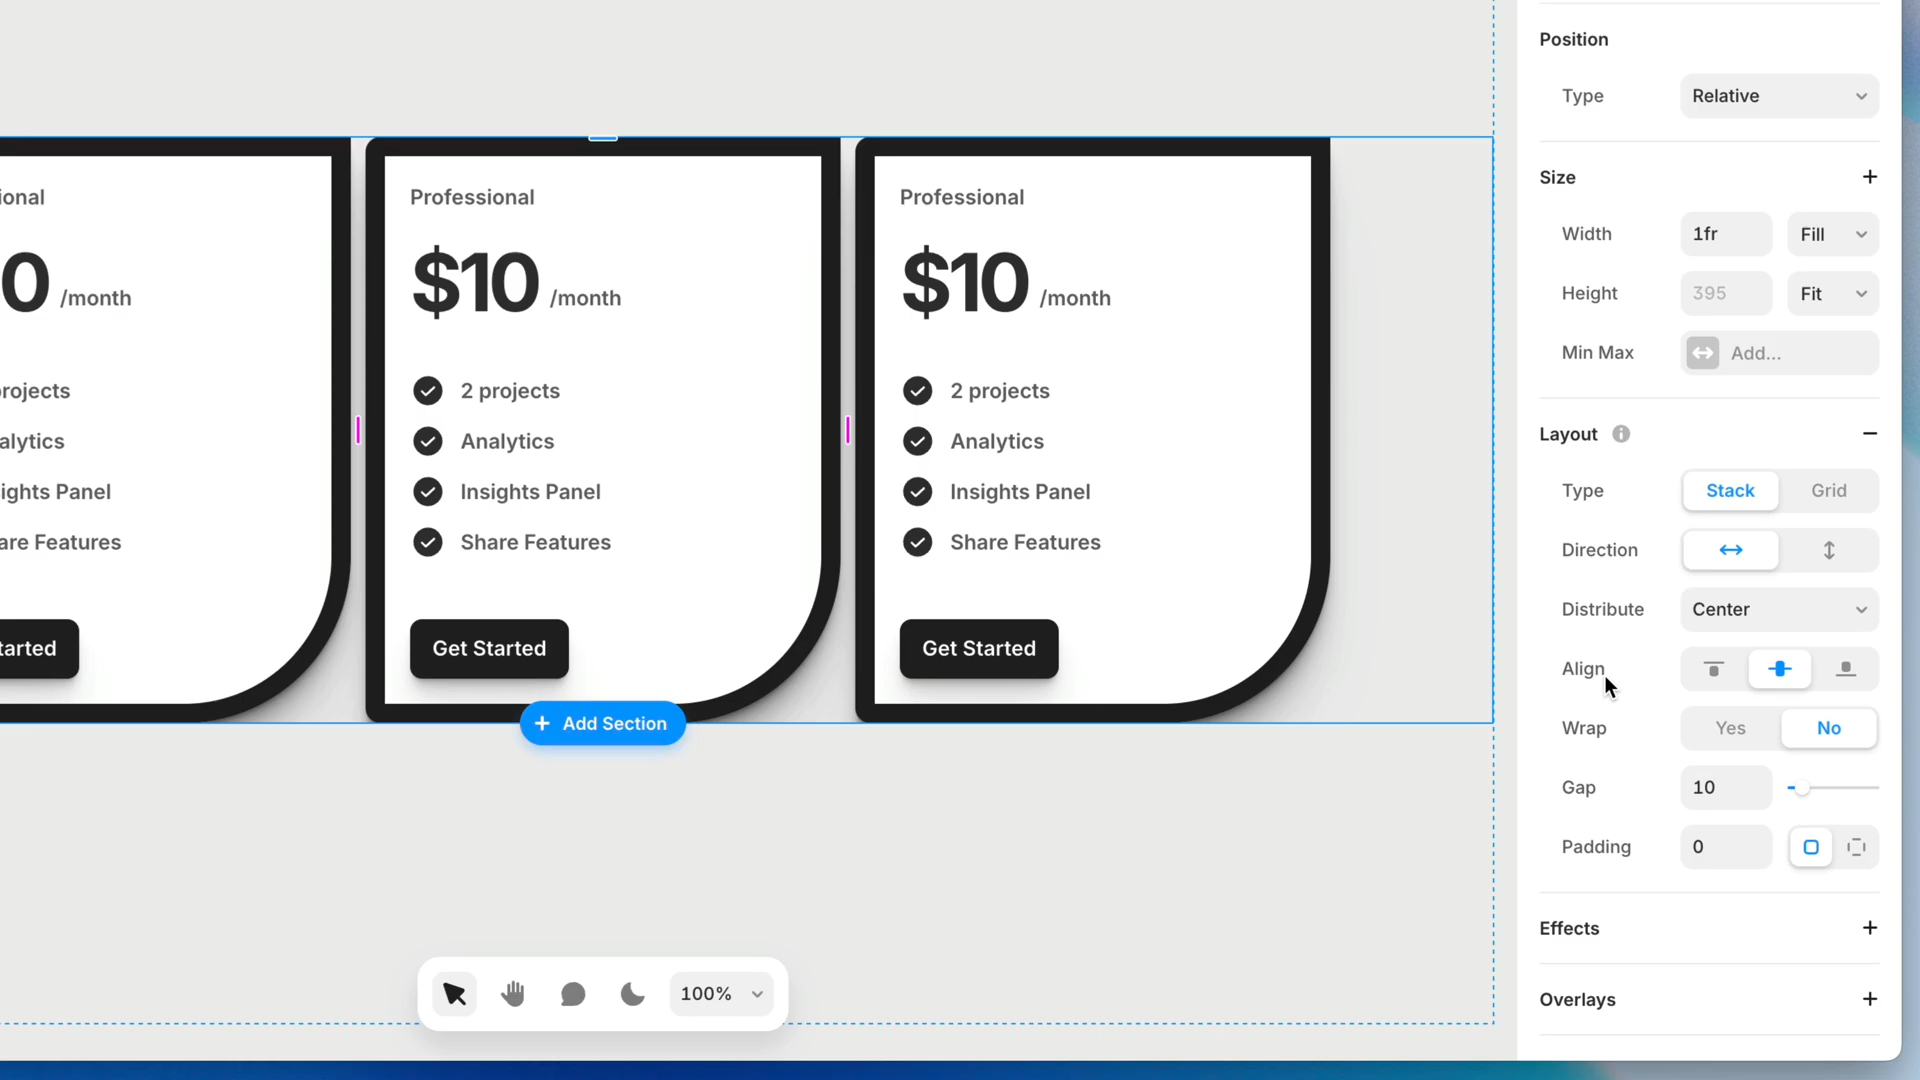 ional
0 /month
rojects
alytics
ights Panel
are Features
tarted
Professional
$10 /month
2 projects
Analytics
Insights Panel
Share Features
Get Started
Professional
$10 /month
2 projects
Analytics
Insights Panel
Share Features
Get Started
+ Add Section
100%
Position
Type Relative
Size
Width 1fr Fill
Height 395 Fit
Min Max Add...
Layout
Type Stack Grid
Direction
Distribute Center
Align
Wrap Yes No
Gap 10
Padding 0
Effects
Overlays